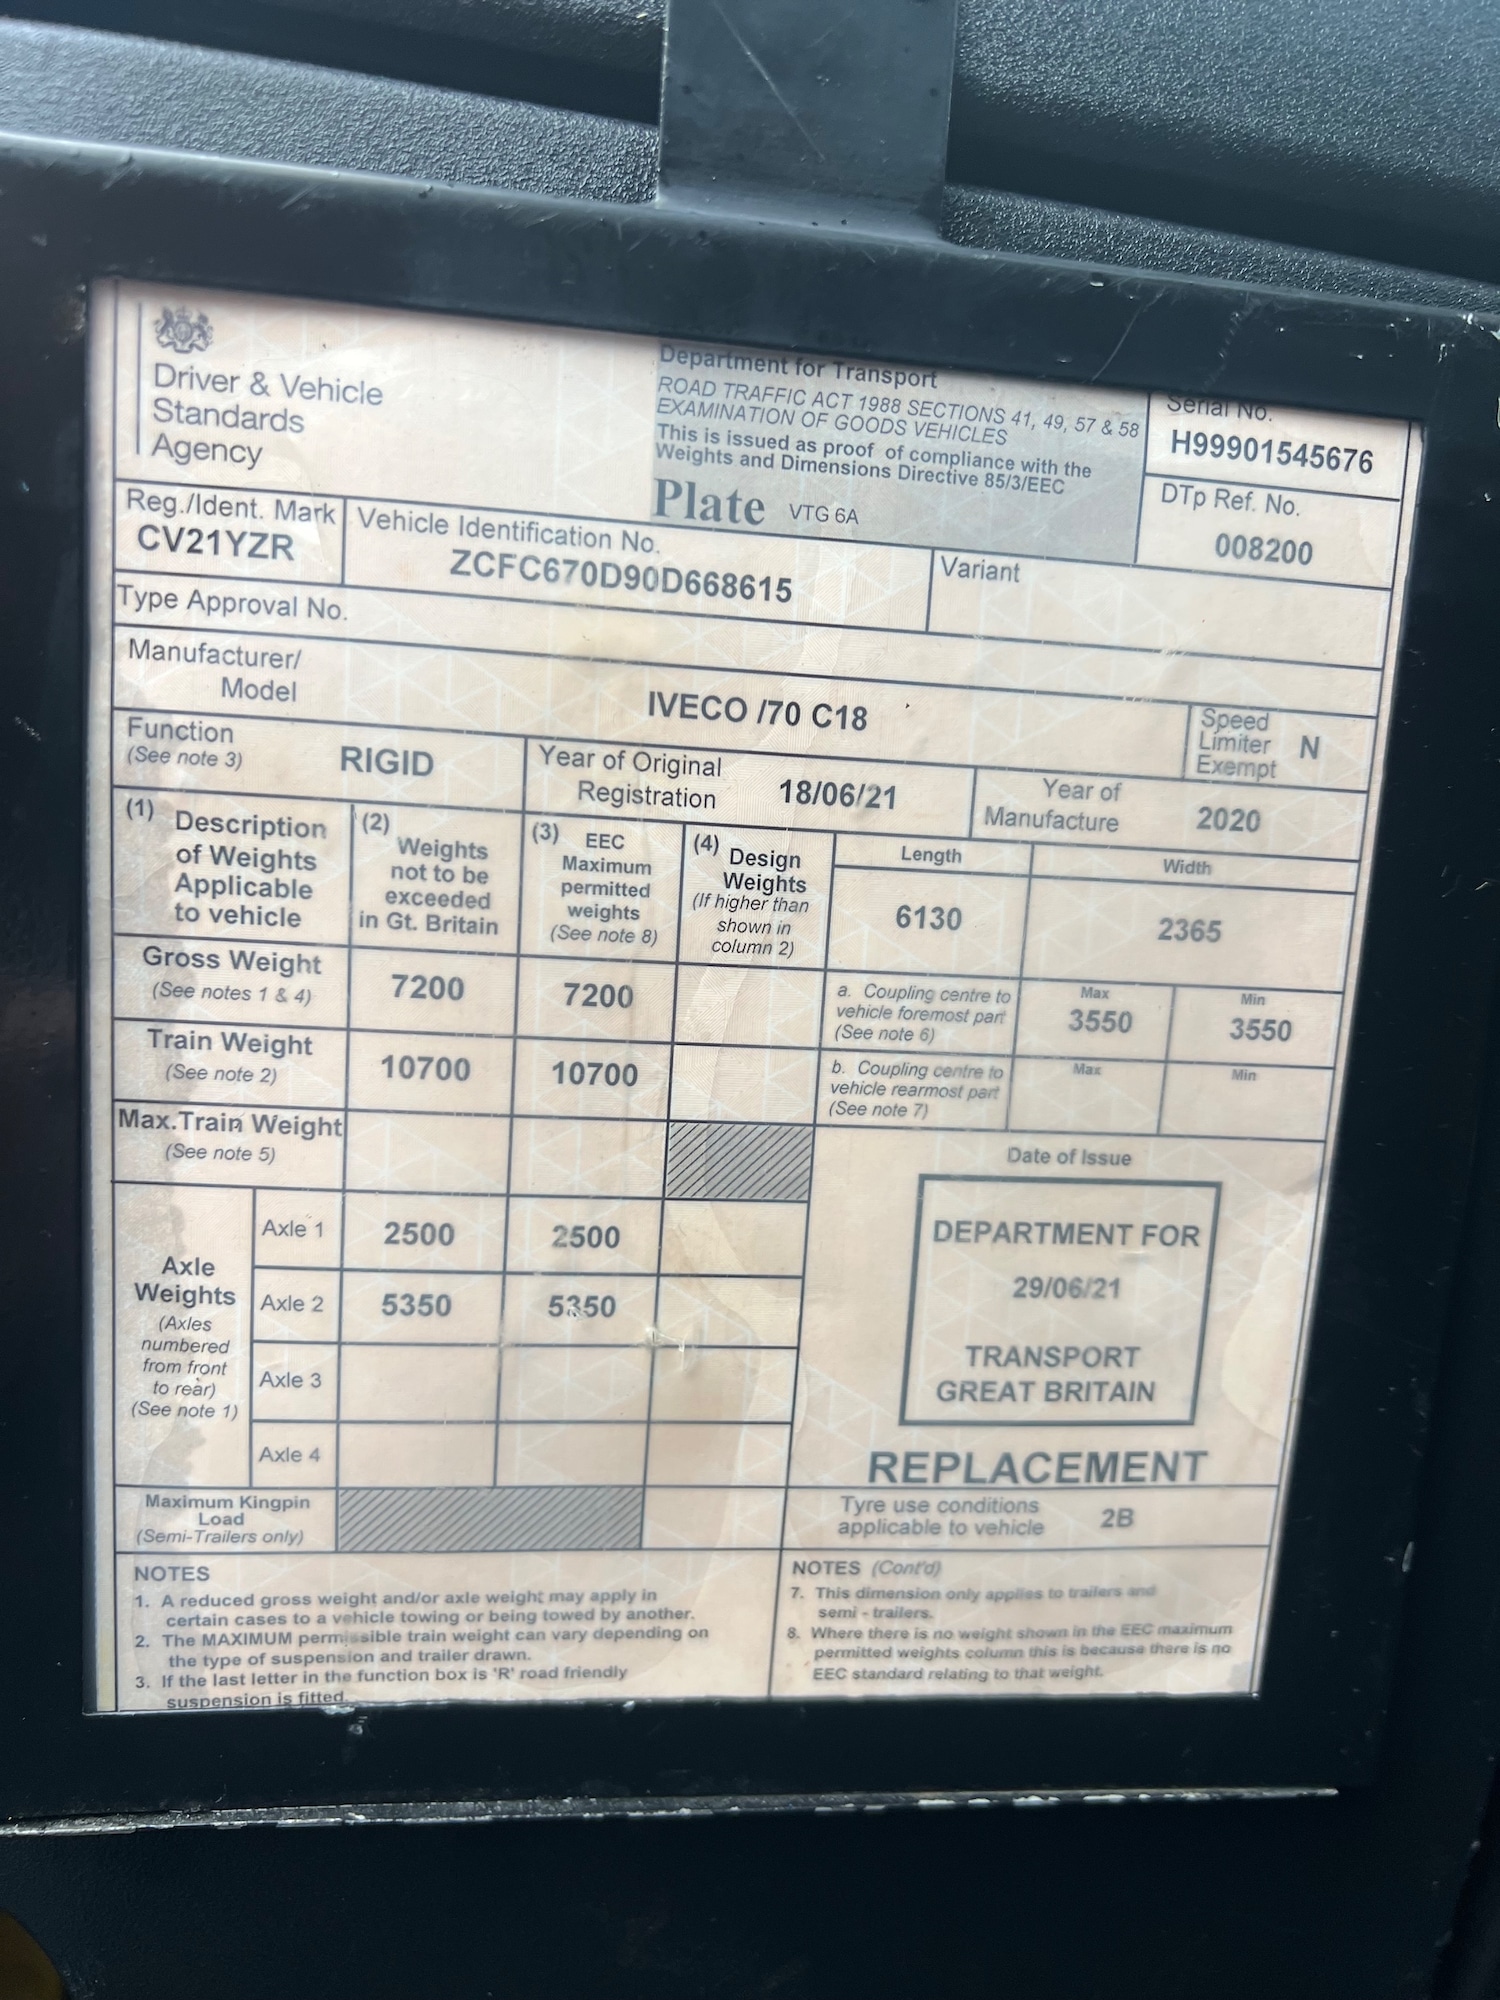 Driver & Vehicle
Standards
Agency
Department for Transport
ROAD TRAFFIC ACT 1988 SECTIONS 41, 49, 57 & 58
EXAMINATION OF GOODS VEHICLES
This is issued as proof of compliance with the
Weights and Dimensions Directive 85/3/EEC
Plate VTG 6A
Serial No.
H99901545676
DTp Ref. No.
008200
Reg./Ident. Mark
CV21YZR
Vehicle Identification No.
ZCFC670D90D668615
Variant
Type Approval No.
Manufacturer/
Model
IVECO /70 C18
Speed
Limiter
Exempt
N
Function
(See note 3)
RIGID
Year of Original
Registration
18/06/21
Year of
Manufacture
2020
(1) Description
of Weights
Applicable
to vehicle
(2) Weights
not to be
exceeded
in Gt. Britain
(3) EEC
Maximum
permitted
weights
(See note 8)
(4) Design
Weights
(If higher than
shown in
column 2)
Length
6130
Width
2365
Gross Weight
(See notes 1 & 4)
7200
7200
a. Coupling centre to
vehicle foremost part
(See note 6)
Max
3550
Min
3550
Train Weight
(See note 2)
10700
10700
b. Coupling centre to
vehicle rearmost part
(See note 7)
Max
Min
Max.Train Weight
(See note 5)
Date of Issue
DEPARTMENT FOR
29/06/21
TRANSPORT
GREAT BRITAIN
REPLACEMENT
Axle
Weights
(Axles
numbered
from front
to rear)
(See note 1)
Axle 1
2500
2500
Axle 2
5350
5350
Axle 3
Axle 4
Maximum Kingpin
Load
(Semi-Trailers only)
Tyre use conditions
applicable to vehicle
2B
NOTES
1. A reduced gross weight and/or axle weight may apply in
certain cases to a vehicle towing or being towed by another.
2. The MAXIMUM permissible train weight can vary depending on
the type of suspension and trailer drawn.
3. If the last letter in the function box is 'R' road friendly
suspension is fitted.
NOTES (Cont'd)
7. This dimension only applies to trailers and
semi - trailers.
8. Where there is no weight shown in the EEC maximum
permitted weights column this is because there is no
EEC standard relating to that weight.